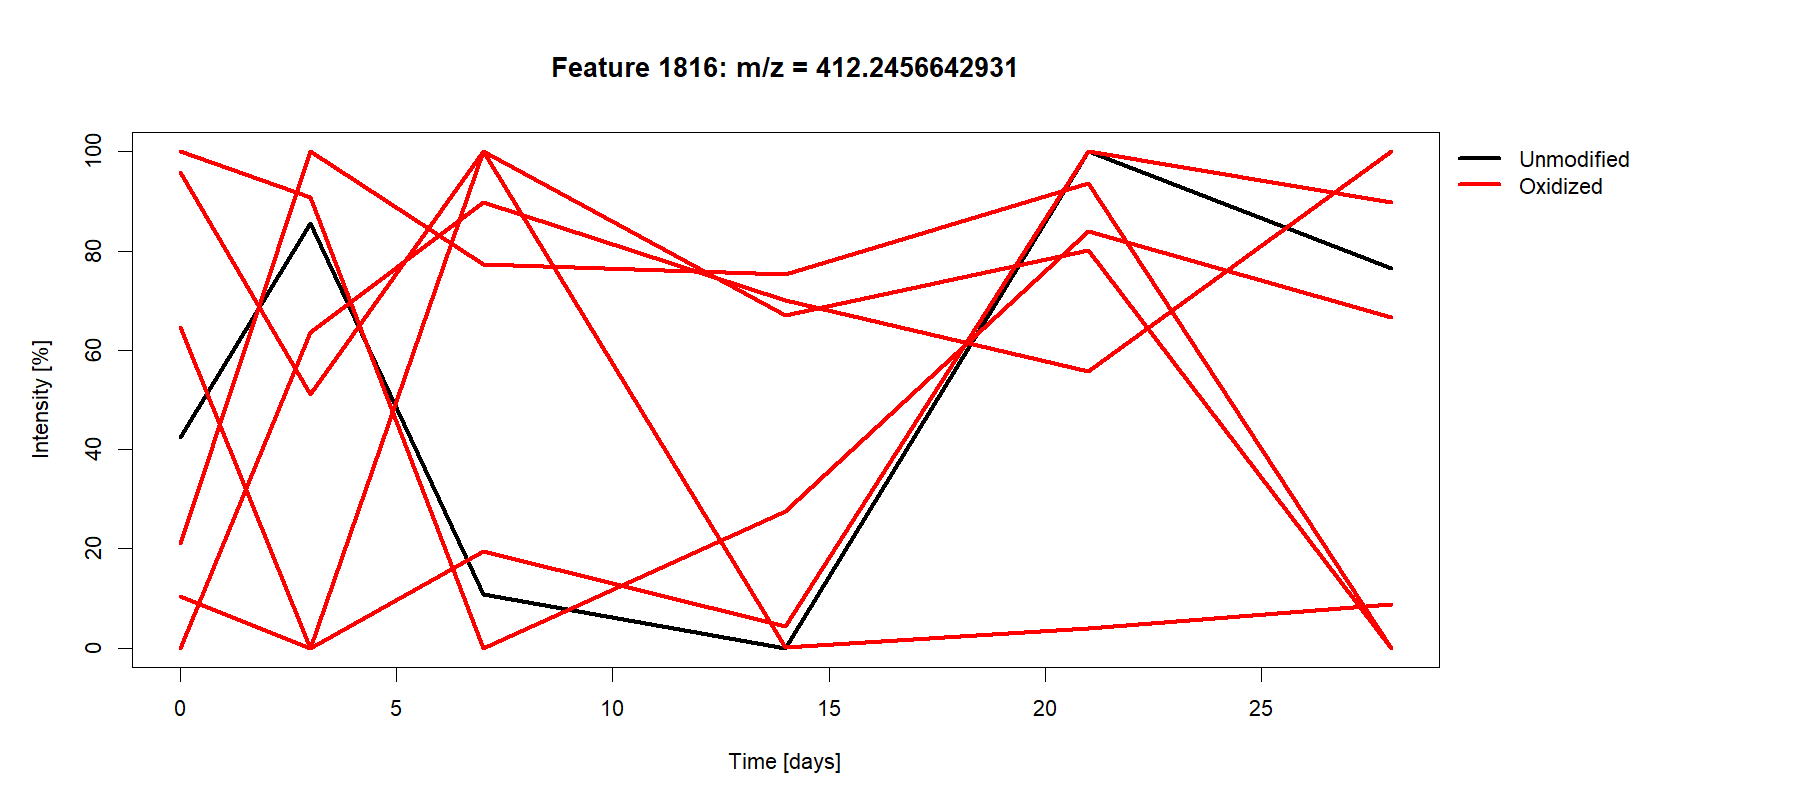 Feature 1816: m/z = 412.2456642931
Unmodified
Oxidized
Intensity [%]
100
80
60
40
20
0
0 5 10 15 20 25
Time [days]